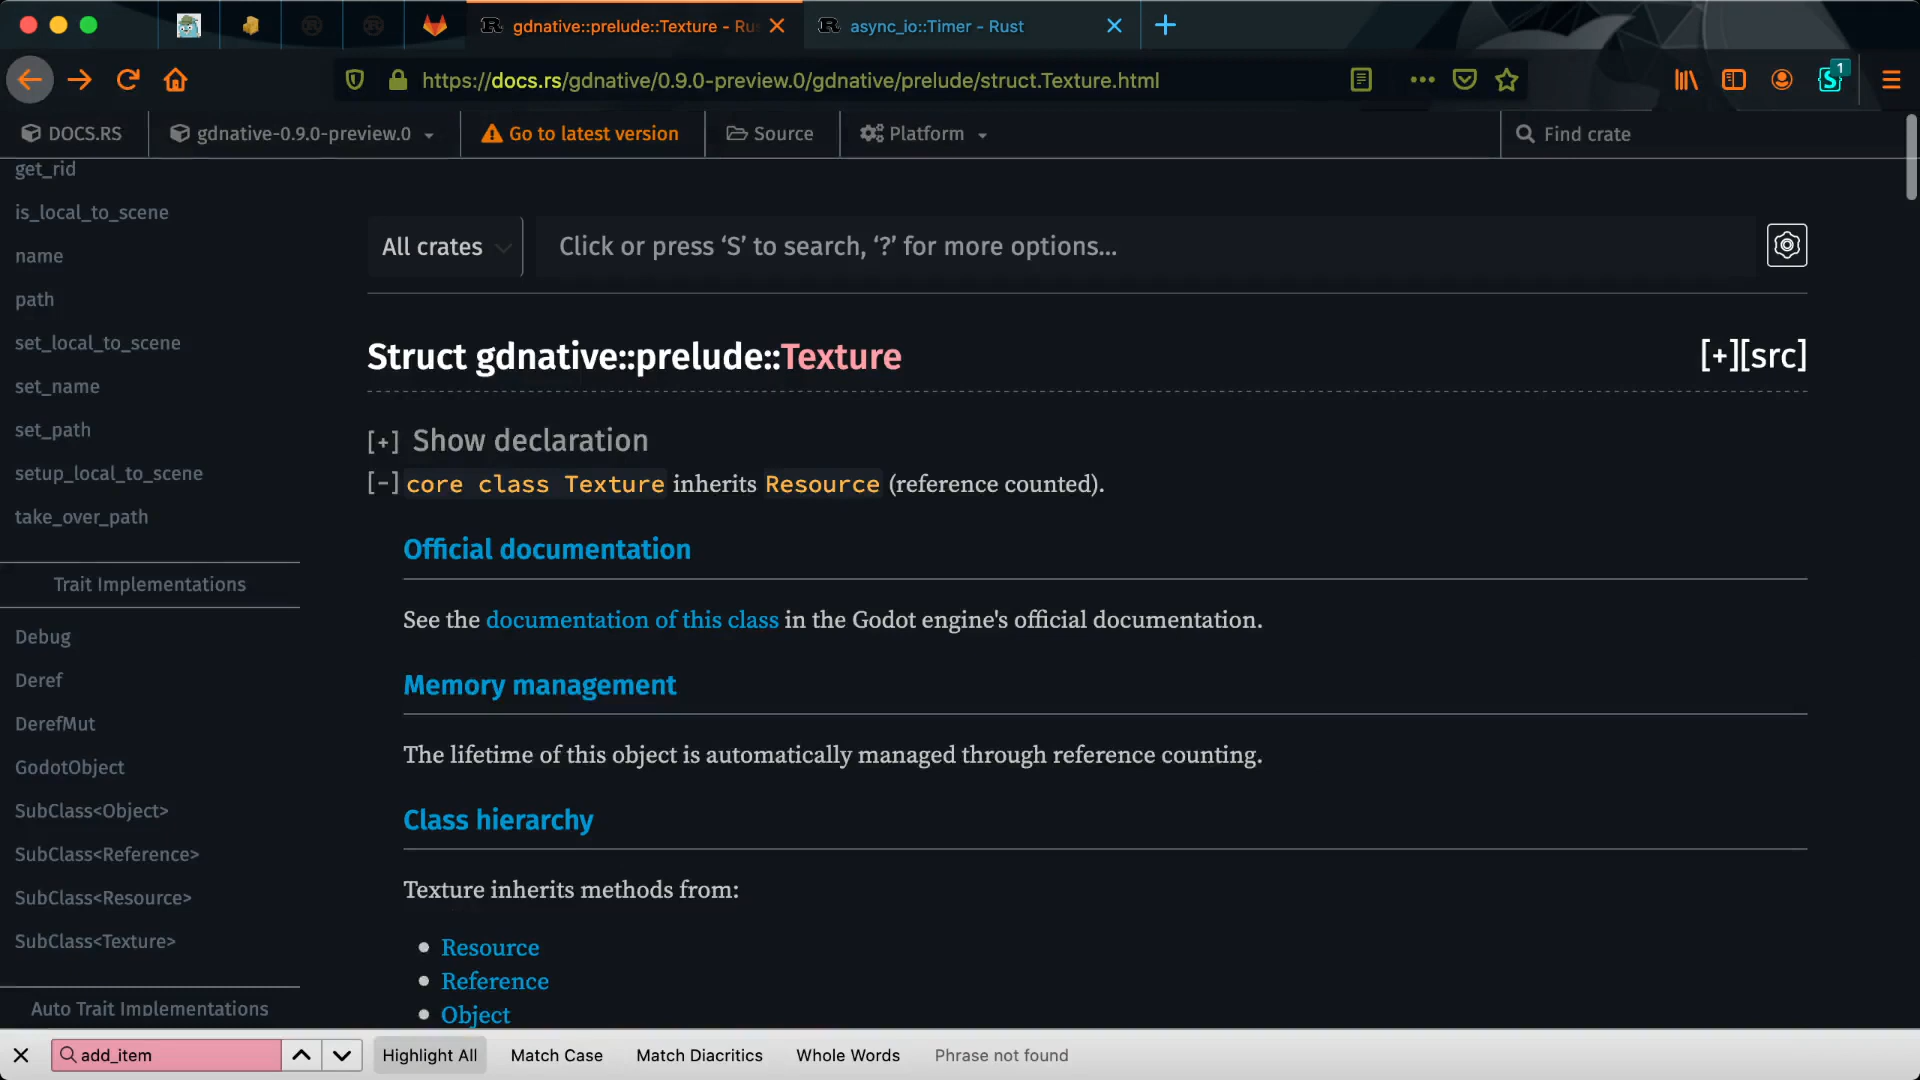 gdnative::prelude::Texture - Rus
async_io::Timer - Rust
https://docs.rs/gdnative/0.9.0-preview.0/gdnative/prelude/struct.Texture.html
1
DOCS.RS
gdnative-0.9.0-preview.0
Go to latest version
Source
Platform
Find crate
get_rid
is_local_to_scene
name
path
set_local_to_scene
set_name
set_path
setup_local_to_scene
take_over_path
Trait Implementations
Debug
Deref
DerefMut
GodotObject
SubClass<Object>
SubClass<Reference>
SubClass<Resource>
SubClass<Texture>
Auto Trait Implementations
All crates
Click or press ‘S’ to search, ‘?’ for more options...
Struct gdnative::prelude::Texture
[+][src]
[+] Show declaration
[-] core class Texture inherits Resource (reference counted).
Official documentation
See the documentation of this class in the Godot engine's official documentation.
Memory management
The lifetime of this object is automatically managed through reference counting.
Class hierarchy
Texture inherits methods from:
Resource
Reference
Object
add_item
Highlight All
Match Case
Match Diacritics
Whole Words
Phrase not found